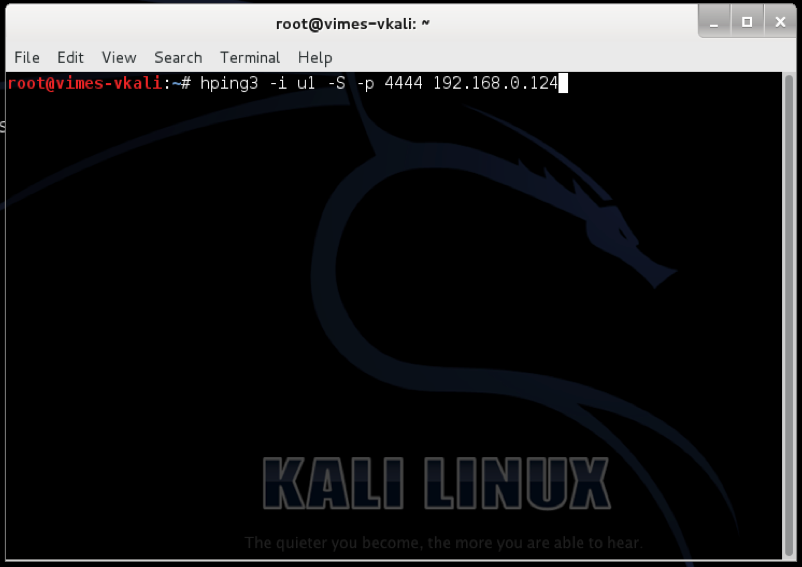 root@vimes-vkali: ~
File Edit View Search Terminal Help
root@vimes-vkali:~# hping3 -i u1 -S -p 4444 192.168.0.124
S
KALI LINUX
The quieter you become, the more you are able to hear.